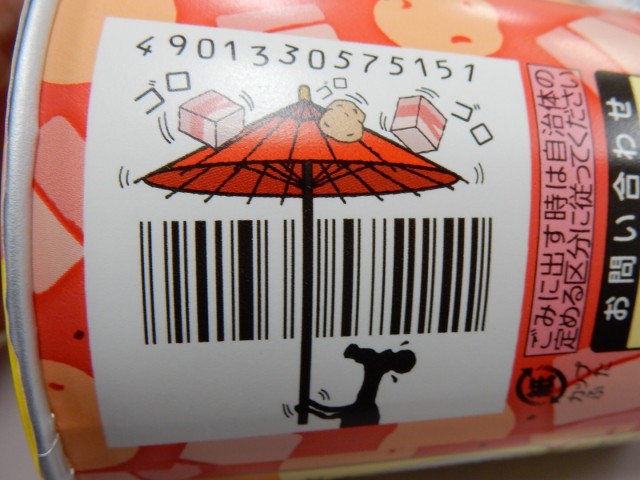 4901330575151
ゴロ
ゴロ
ゴロ
ごみに出す時は自治体の
定める区分に従ってください
お問い合わせ
紙
カップ
ふた